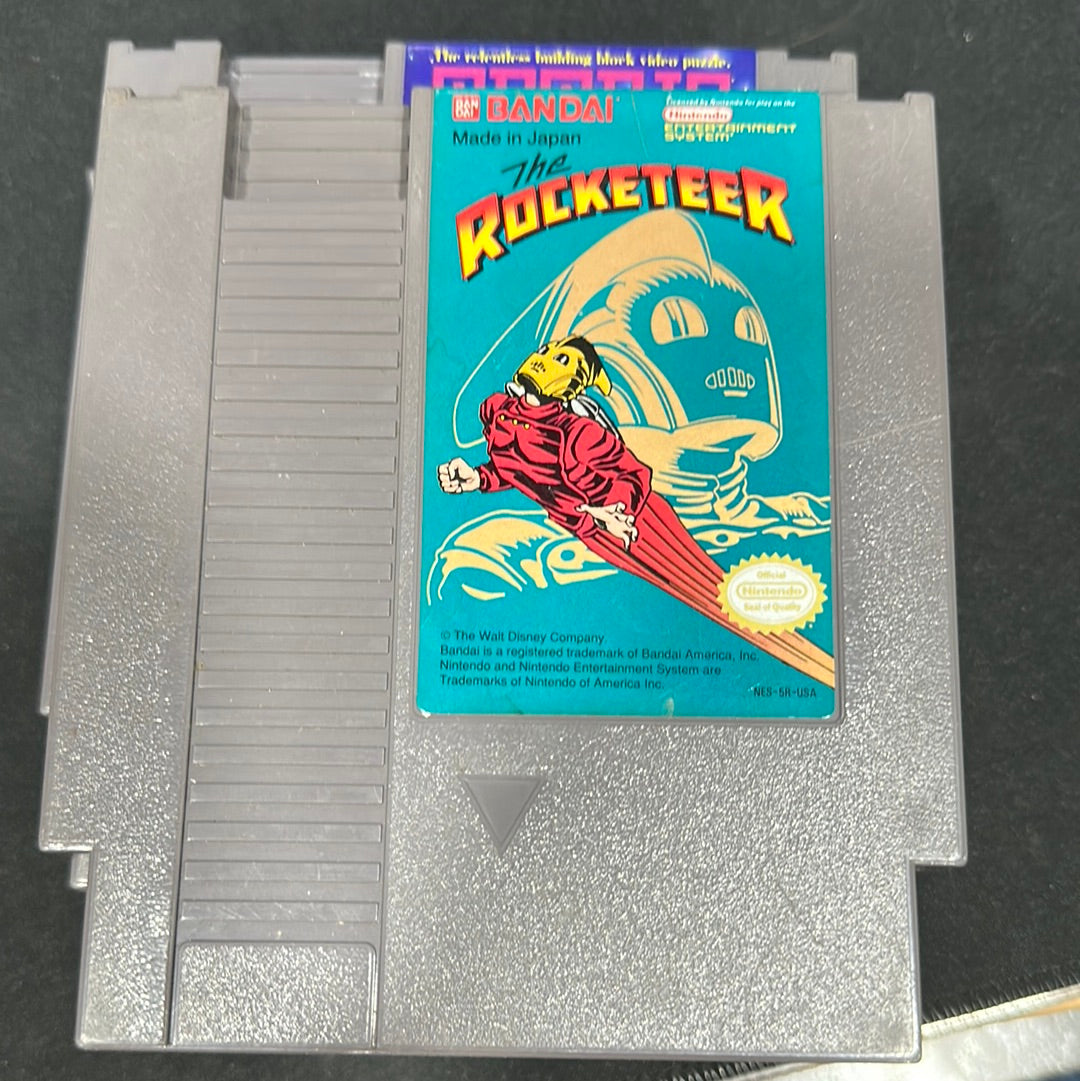 The relentless building block video puzzle.
BAN
DAI
BANDAI
Licensed by Nintendo for play on the
Nintendo
ENTERTAINMENT
SYSTEM
Made in Japan
The
ROCKETEER
Official
Nintendo
Seal of Quality
© The Walt Disney Company.
Bandai is a registered trademark of Bandai America, Inc.
Nintendo and Nintendo Entertainment System are
Trademarks of Nintendo of America Inc.
NES-5R-USA